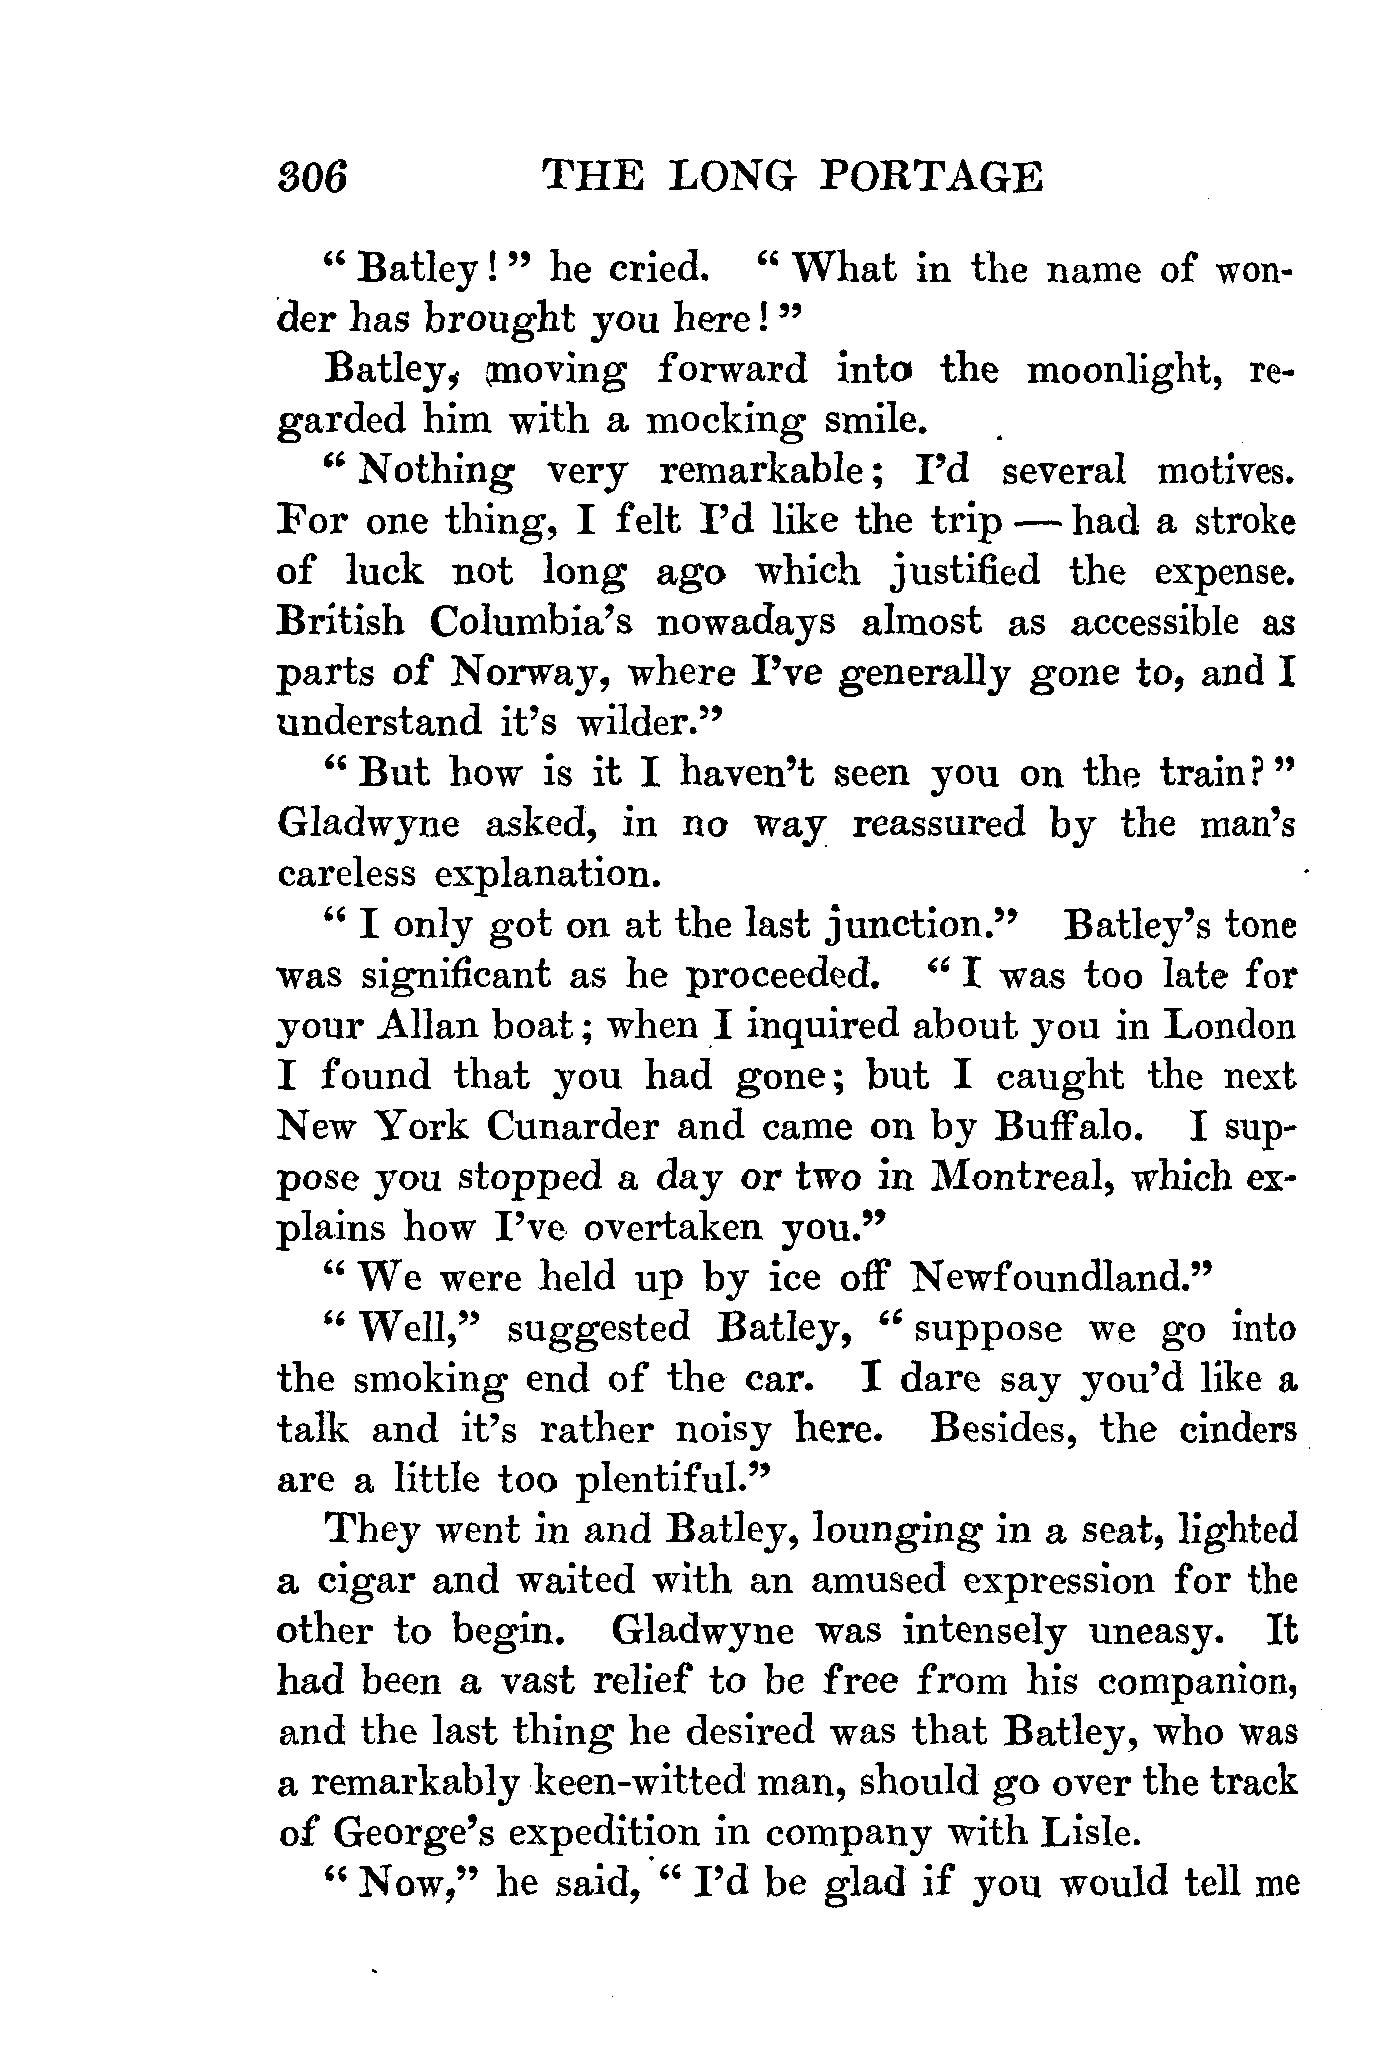 306 THE LONG PORTAGE
“ Batley! ” he cried. “ What in the name of won-
der has brought you here! ”
Batley, moving forward into the moonlight, re-
garded him with a mocking smile.
“ Nothing very remarkable; I’d several motives.
For one thing, I felt I’d like the trip — had a stroke
of luck not long ago which justified the expense.
British Columbia’s nowadays almost as accessible as
parts of Norway, where I’ve generally gone to, and I
understand it’s wilder.”
“ But how is it I haven’t seen you on the train? ”
Gladwyne asked, in no way reassured by the man’s
careless explanation.
“ I only got on at the last junction.” Batley’s tone
was significant as he proceeded. “ I was too late for
your Allan boat; when I inquired about you in London
I found that you had gone; but I caught the next
New York Cunarder and came on by Buffalo. I sup-
pose you stopped a day or two in Montreal, which ex-
plains how I’ve overtaken you.”
“ We were held up by ice off Newfoundland.”
“ Well,” suggested Batley, “ suppose we go into
the smoking end of the car. I dare say you’d like a
talk and it’s rather noisy here. Besides, the cinders
are a little too plentiful.”
They went in and Batley, lounging in a seat, lighted
a cigar and waited with an amused expression for the
other to begin. Gladwyne was intensely uneasy. It
had been a vast relief to be free from his companion,
and the last thing he desired was that Batley, who was
a remarkably keen-witted man, should go over the track
of George’s expedition in company with Lisle.
“ Now,” he said, “ I’d be glad if you would tell me